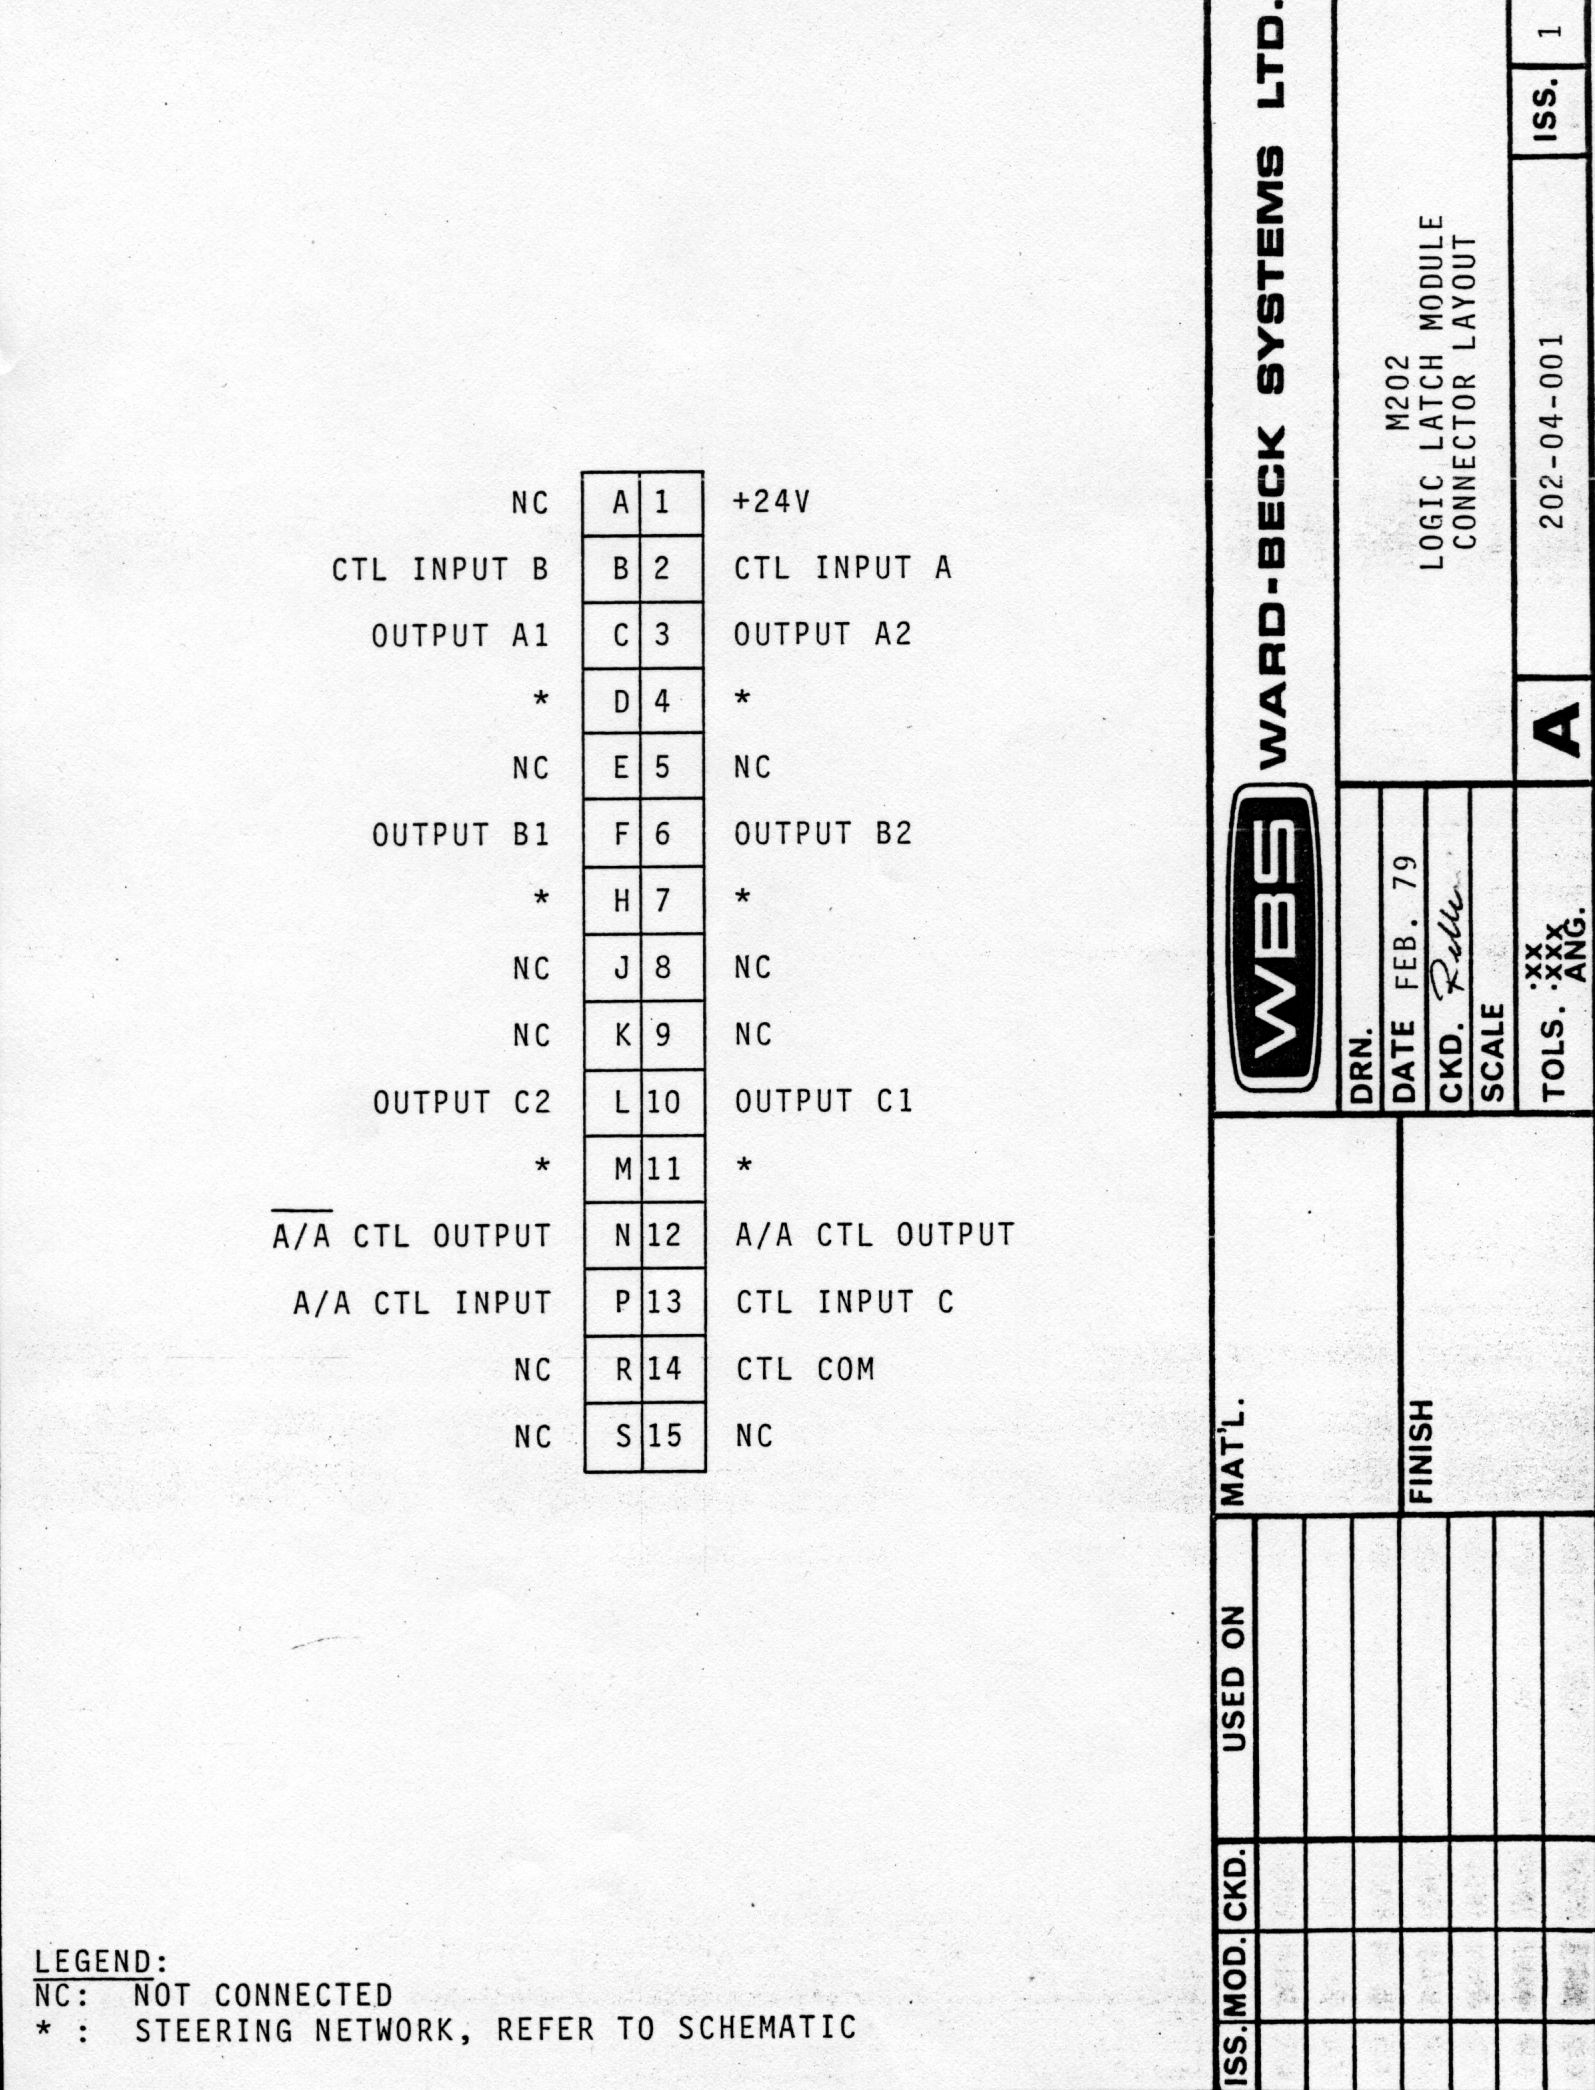 NC A 1 +24V
CTL INPUT B B 2 CTL INPUT A
OUTPUT A1 C 3 OUTPUT A2
* D 4 *
NC E 5 NC
OUTPUT B1 F 6 OUTPUT B2
* H 7 *
NC J 8 NC
NC K 9 NC
OUTPUT C2 L 10 OUTPUT C1
* M 11 *
A/A CTL OUTPUT N 12 A/A CTL OUTPUT
A/A CTL INPUT P 13 CTL INPUT C
NC R 14 CTL COM
NC S 15 NC
LEGEND:
NC: NOT CONNECTED
* : STEERING NETWORK, REFER TO SCHEMATIC
WBS WARD-BECK SYSTEMS LTD.
M202
LOGIC LATCH MODULE
CONNECTOR LAYOUT
DRN.
DATE FEB. 79
CKD.
SCALE
TOLS. .XX
.XXX
ANG.
A 202-04-001 ISS. 1
MAT'L.
FINISH
ISS. MOD. CKD. USED ON